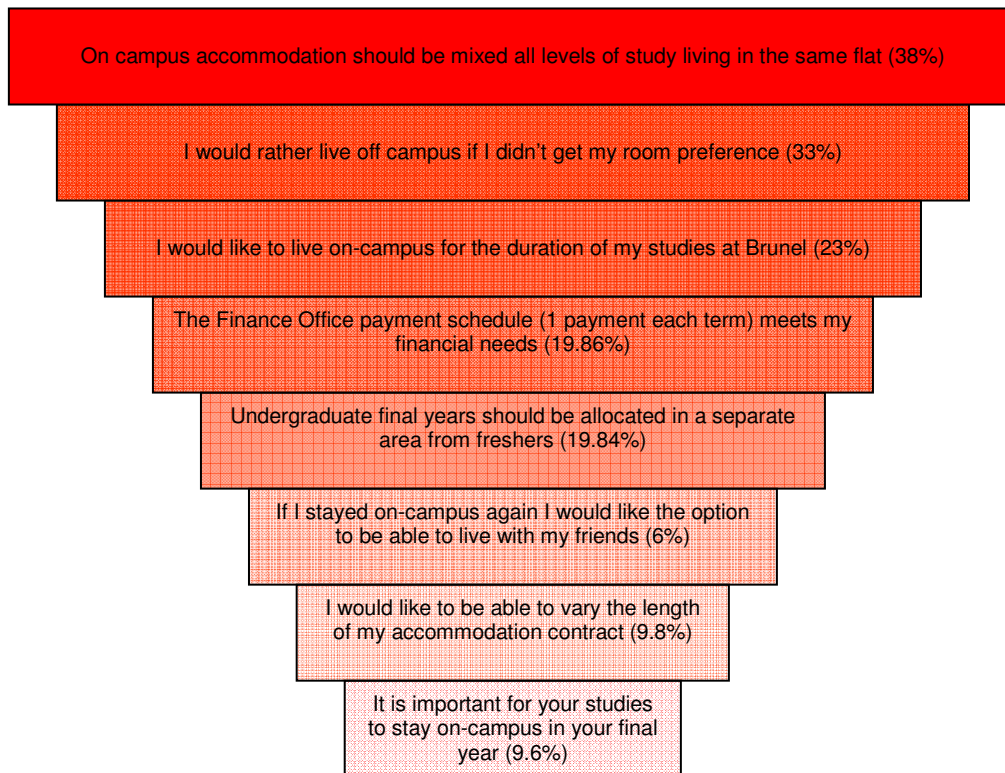 On campus accommodation should be mixed all levels of study living in the same flat (38%)
I would rather live off campus if I didn't get my room preference (33%)
I would like to live on-campus for the duration of my studies at Brunel (23%)
The Finance Office payment schedule (1 payment each term) meets my
financial needs (19.86%)
Undergraduate final years should be allocated in a separate
area from freshers (19.84%)
If I stayed on-campus again I would like the option
to be able to live with my friends (6%)
I would like to be able to vary the length
of my accommodation contract (9.8%)
It is important for your studies
to stay on-campus in your final
year (9.6%)